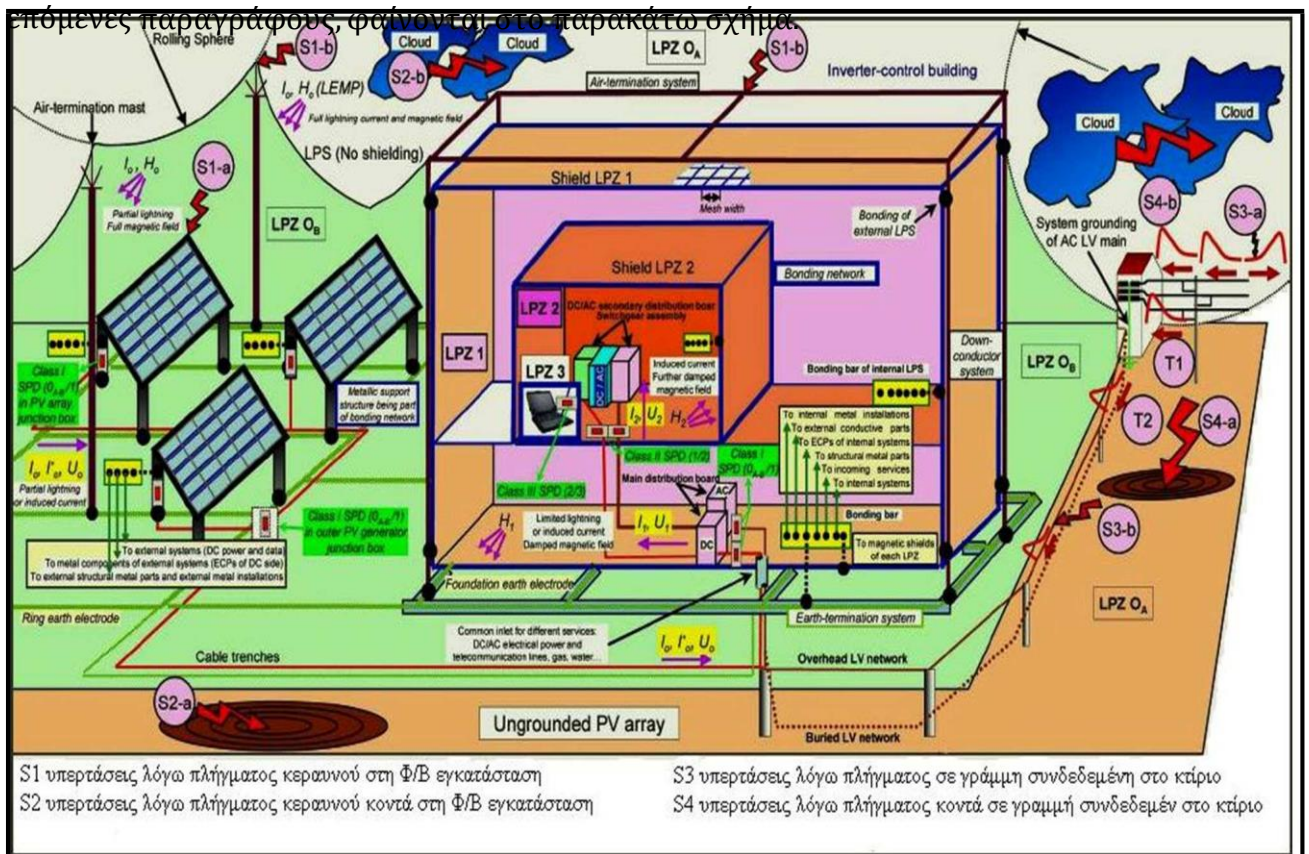 επόμενες παραγράφους, φαίνονται στο παρακάτω σχήμα.
Rolling Sphere
S1-b
Cloud
Cloud
S2-b
LPZ OA
S1-b
Air-termination system
Inverter-control building
Air-termination mast
Io, Ho (LEMP)
Full lightning current and magnetic field
LPS (No shielding)
Cloud
Cloud
S1-a
Io, Ho
Partial lightning
Full magnetic field
LPZ OB
Shield LPZ 1
Mesh width
Bonding of
external LPS
System grounding
of AC LV main
S4-b
S3-a
Shield LPZ 2
Bonding network
LPZ 2
DC/AC secondary distribution boar
Switchgear assembly
LPZ 1
LPZ 3
DC / AC
Induced current
Further damped
magnetic field
I2, U2
H2
Bonding bar of internal LPS
Down-
conductor
system
LPZ OB
T1
T2
S4-a
Class I
SPD (0A-B/1)
in PV array
junction box
Metallic support
structure being part
of bonding network
To internal metal installations
To external conductive parts
To ECPs of internal systems
To structural metal parts
To incoming services
To internal systems
Class II SPD (1/2)
Class I
SPD (0A-B/1)
Class III SPD (2/3)
Main distribution board
AC
DC
Io, I'o, Uo
Partial lightning
or induced current
Class I SPD (0A-B/1)
in outer PV generator
junction box
H1
Limited lightning
or induced current
Damped magnetic field
I1, U1
Bonding bar
To magnetic shields
of each LPZ
S3-b
To external systems (DC power and data)
To metal components of external systems (ECPs of DC side)
To external structural metal parts and external metal installations
Foundation earth electrode
LPZ OA
Ring earth electrode
Earth-termination system
Common inlet for different services:
DC/AC electrical power and
telecommunication lines, gas, water...
Io, I'o, Uo
Cable trenches
Overhead LV network
S2-a
Ungrounded PV array
Buried LV network
S1 υπερτάσεις λόγω πλήγματος κεραυνού στη Φ/Β εγκατάσταση
S2 υπερτάσεις λόγω πλήγματος κεραυνού κοντά στη Φ/Β εγκατάσταση
S3 υπερτάσεις λόγω πλήγματος σε γράμμη συνδεδεμένη στο κτίριο
S4 υπερτάσεις λόγω πλήγματος κοντά σε γραμμή συνδεδεμέν στο κτίριο